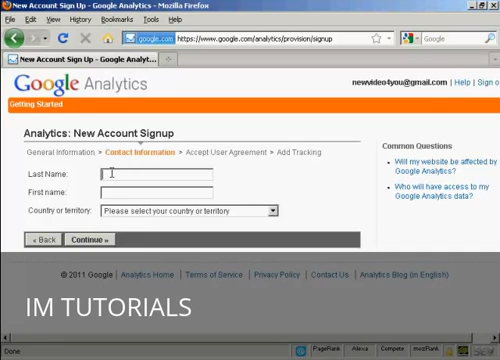 New Account Sign Up - Google Analytics - Mozilla Firefox
File Edit View History Bookmarks Tools Help
google.com https://www.google.com/analytics/provision/signup
Google
New Account Sign Up - Google Analyt...
Google Analytics
newvideo4you@gmail.com | Help | Sign o
Getting Started
Analytics: New Account Signup
General Information > Contact Information > Accept User Agreement > Add Tracking
Last Name:
First name:
Country or territory: Please select your country or territory
« Back Continue »
Common Questions
Will my website be affected by
Google Analytics?
Who will have access to my
Google Analytics data?
© 2011 Google | Analytics Home | Terms of Service | Privacy Policy | Contact Us | Analytics Blog (in English)
IM TUTORIALS
Done
PageRank Alexa Compete mozRank